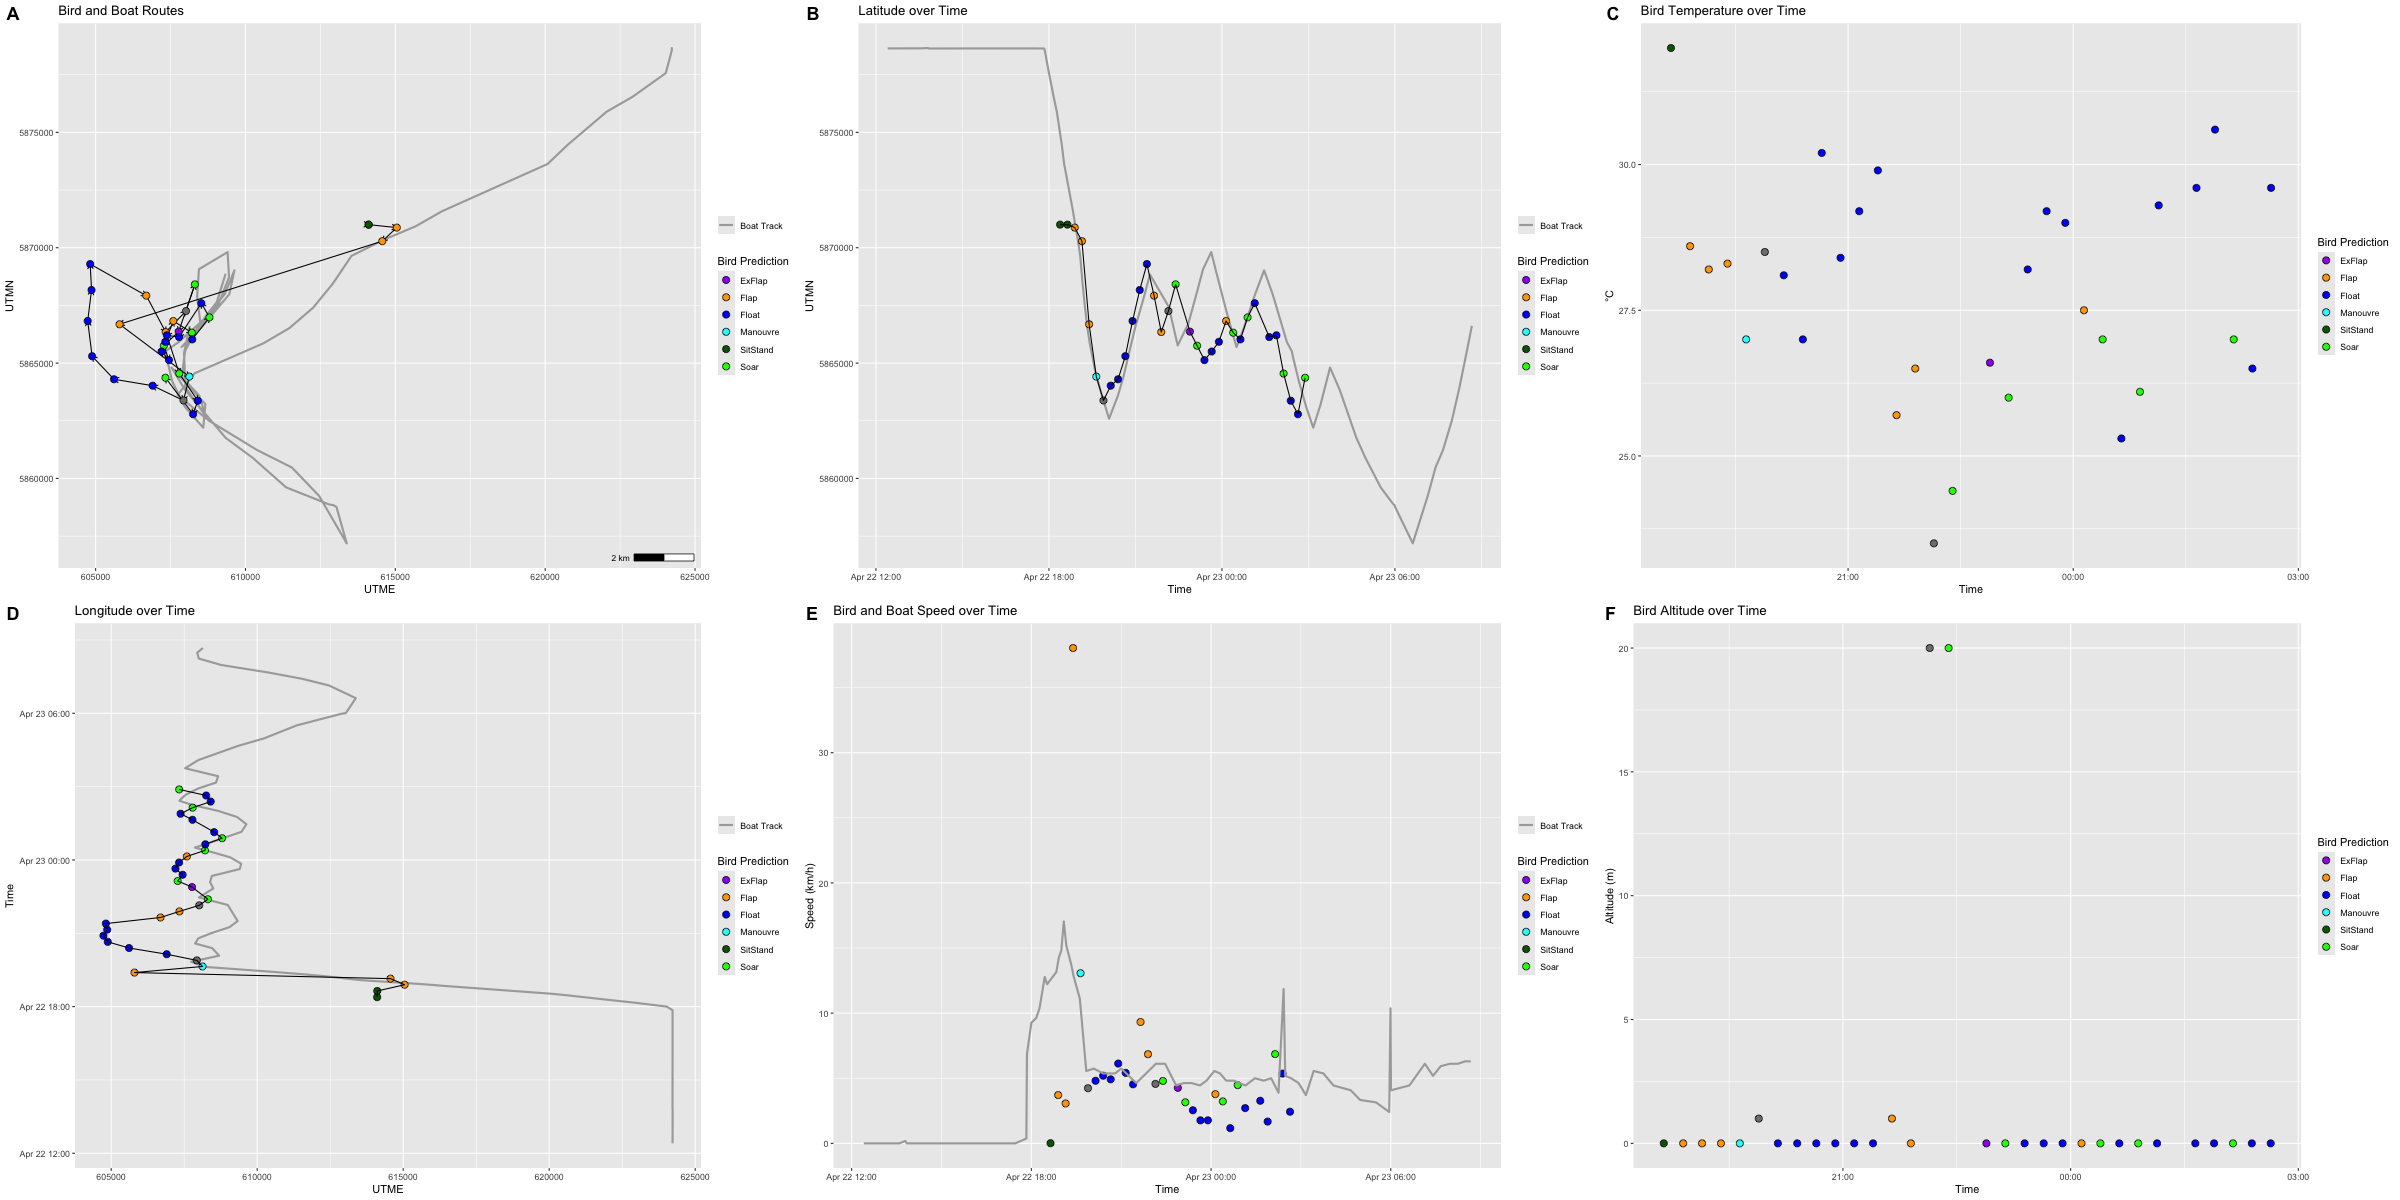 A
Bird and Boat Routes
UTMN
5875000
5870000
5865000
5860000
605000
610000
615000
620000
625000
UTME
2 km
Boat Track
Bird Prediction
ExFlap
Flap
Float
Manouvre
SitStand
Soar
B
Latitude over Time
UTMN
5875000
5870000
5865000
5860000
Apr 22 12:00
Apr 22 18:00
Apr 23 00:00
Apr 23 06:00
Time
Boat Track
Bird Prediction
ExFlap
Flap
Float
Manouvre
SitStand
Soar
C
Bird Temperature over Time
°C
30.0
27.5
25.0
21:00
00:00
03:00
Time
Bird Prediction
ExFlap
Flap
Float
Manouvre
SitStand
Soar
D
Longitude over Time
Time
Apr 23 06:00
Apr 23 00:00
Apr 22 18:00
Apr 22 12:00
605000
610000
615000
620000
625000
UTME
Boat Track
Bird Prediction
ExFlap
Flap
Float
Manouvre
SitStand
Soar
E
Bird and Boat Speed over Time
Speed (km/h)
30
20
10
0
Apr 22 12:00
Apr 22 18:00
Apr 23 00:00
Apr 23 06:00
Time
Boat Track
Bird Prediction
ExFlap
Flap
Float
Manouvre
SitStand
Soar
F
Bird Altitude over Time
Altitude (m)
20
15
10
5
0
21:00
00:00
03:00
Time
Bird Prediction
ExFlap
Flap
Float
Manouvre
SitStand
Soar